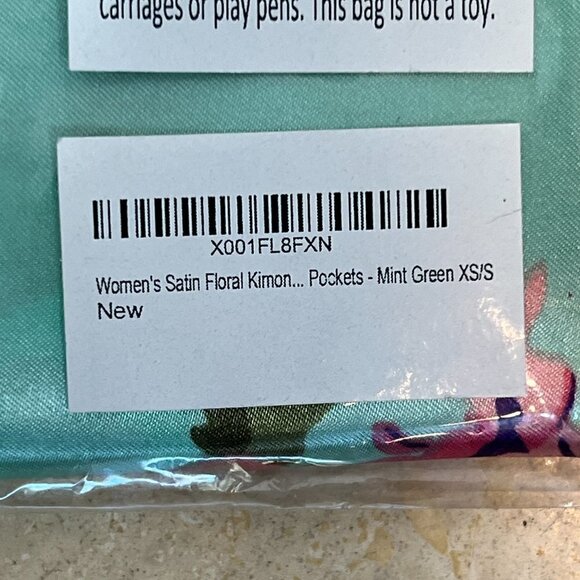 carriages or play pens. This bag is not a toy.
X001FL8FXN
Women's Satin Floral Kimon... Pockets - Mint Green XS/S
New